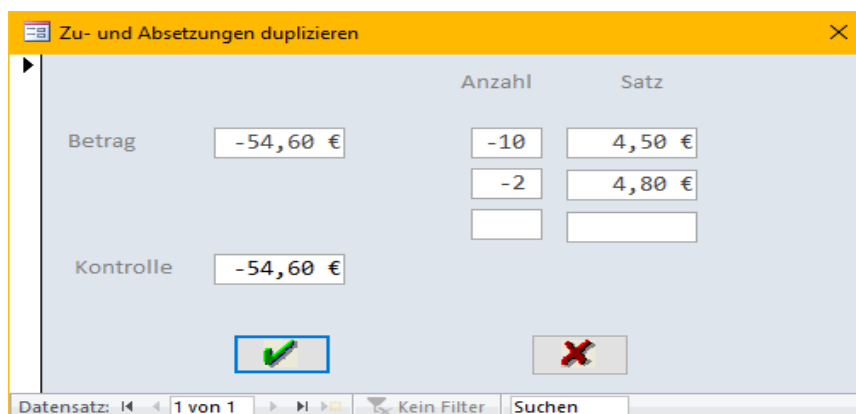 Zu- und Absetzungen duplizieren
Anzahl Satz
Betrag -54,60 € -10 4,50 €
-2 4,80 €
Kontrolle -54,60 €
Datensatz: 1 von 1 Kein Filter Suchen